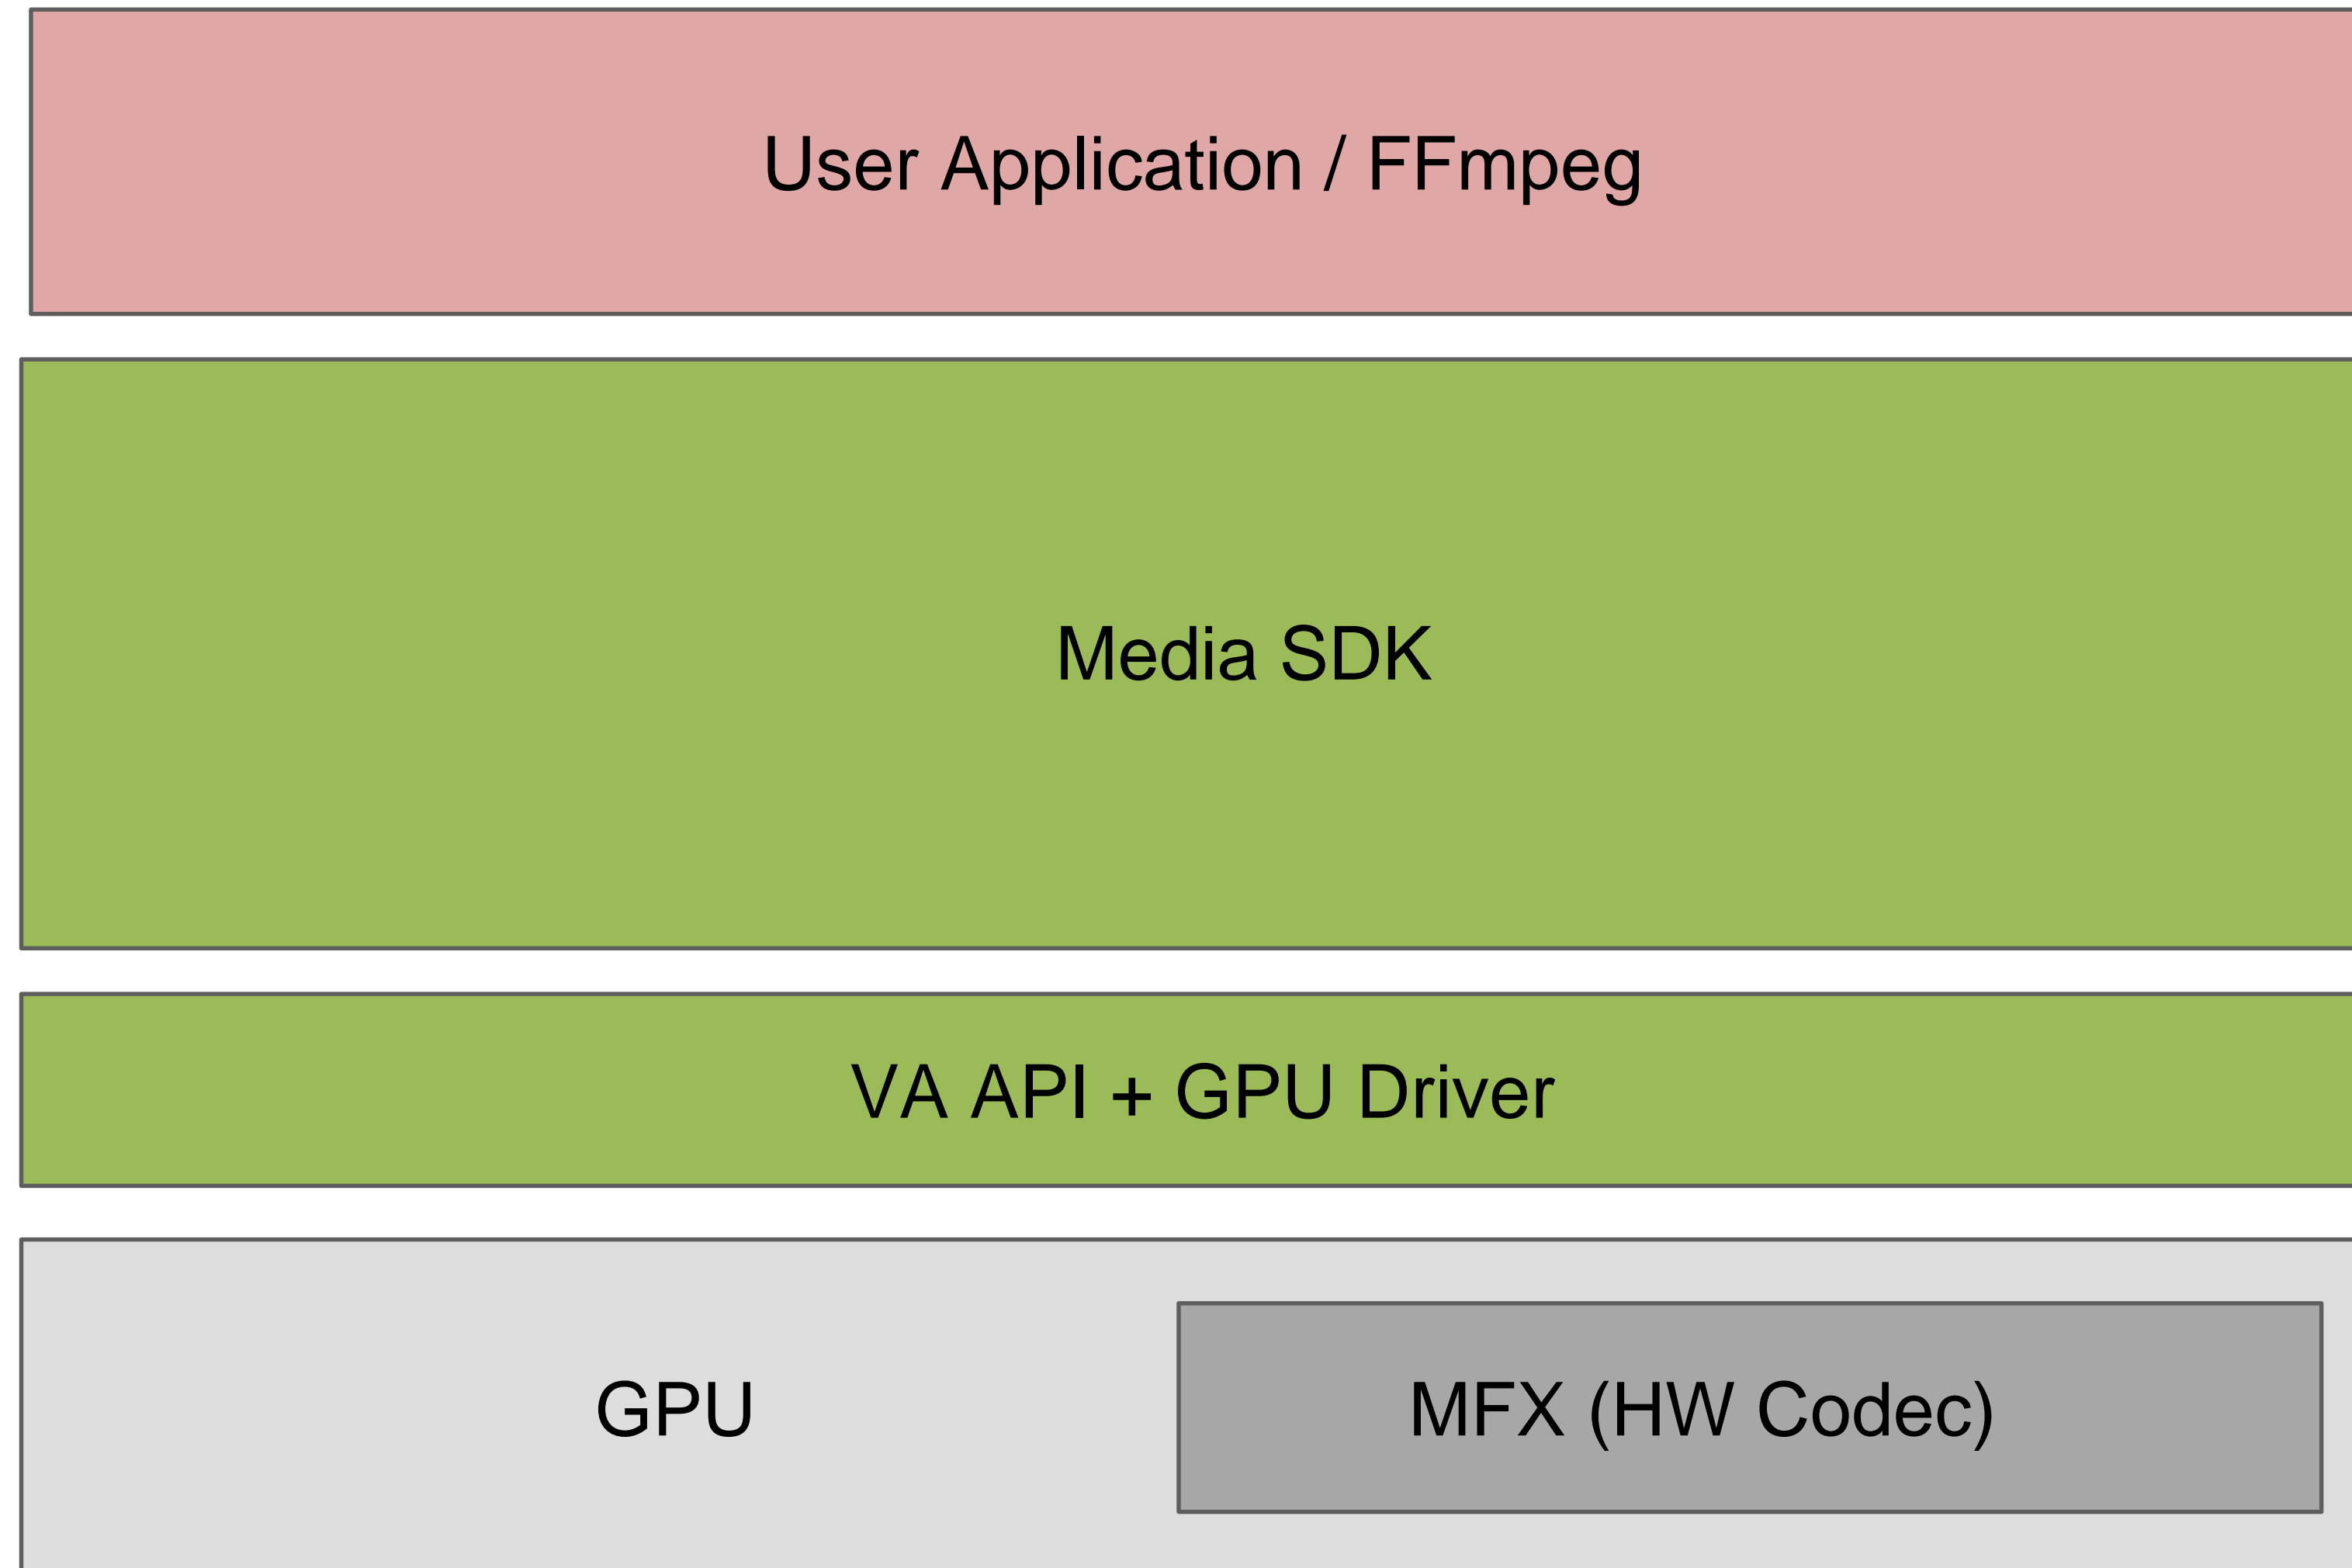 User Application / FFmpeg
Media SDK
VA API + GPU Driver
GPU
MFX (HW Codec)